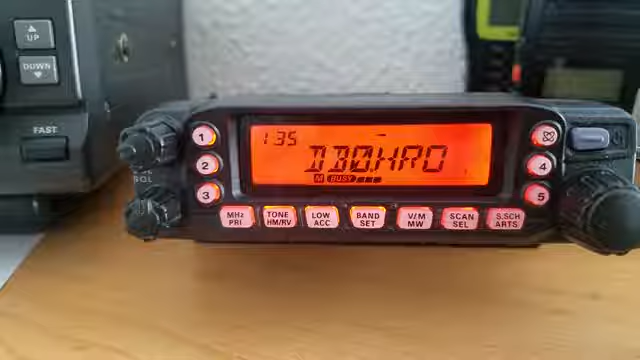 UP
DOWN
FAST
SQL
1
2
3
135
DB0HRO
M BUSY
4
5
MHz PRI
TONE HM/RV
LOW ACC
BAND SET
V/M MW
SCAN SEL
S.SCH ARTS